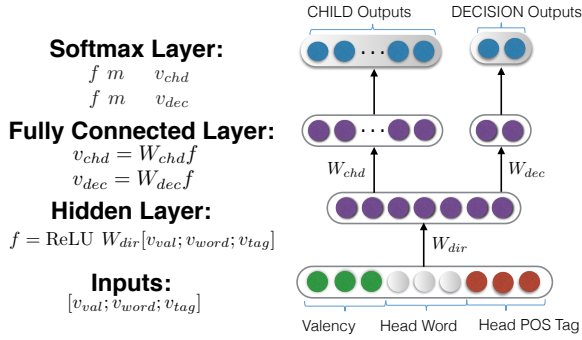 CHILD Outputs DECISION Outputs
Softmax Layer:
f m v_chd
f m v_dec
. . .
Fully Connected Layer:
v_chd = W_chd f
v_dec = W_dec f
. . .
W_chd W_dec
Hidden Layer:
f = ReLU W_dir[v_val; v_word; v_tag]
W_dir
Inputs:
[v_val; v_word; v_tag]
Valency Head Word Head POS Tag